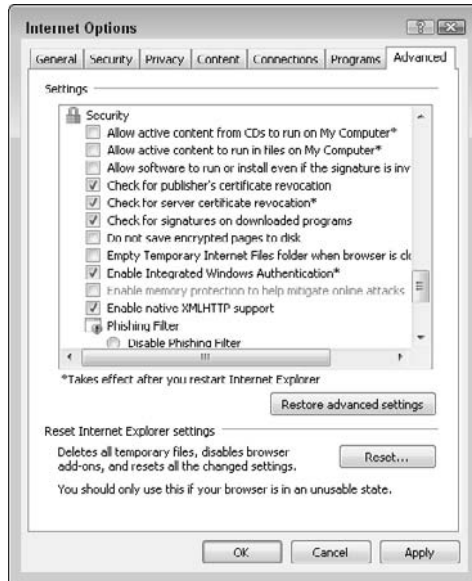 Internet Options
General Security Privacy Content Connections Programs Advanced
Settings
Security
Allow active content from CDs to run on My Computer*
Allow active content to run in files on My Computer*
Allow software to run or install even if the signature is inv
Check for publisher's certificate revocation
Check for server certificate revocation*
Check for signatures on downloaded programs
Do not save encrypted pages to disk
Empty Temporary Internet Files folder when browser is clo
Enable Integrated Windows Authentication*
Enable memory protection to help mitigate online attacks
Enable native XMLHTTP support
Phishing Filter
Disable Phishing Filter
*Takes effect after you restart Internet Explorer
Restore advanced settings
Reset Internet Explorer settings
Deletes all temporary files, disables browser
add-ons, and resets all the changed settings.
Reset...
You should only use this if your browser is in an unusable state.
OK Cancel Apply